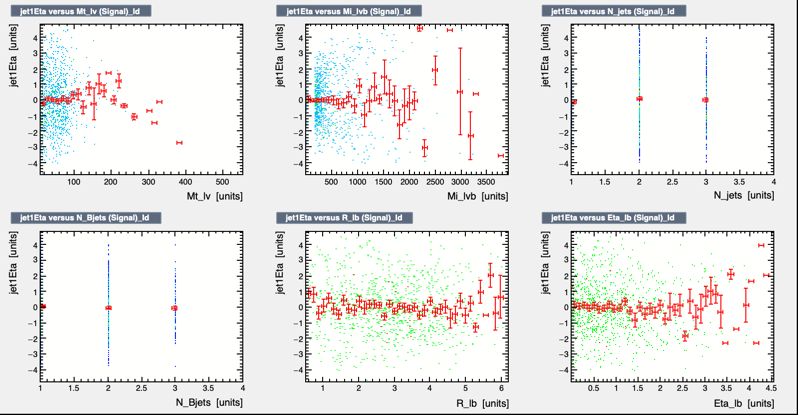 jet1Eta versus Mt_lv (Signal)_Id
jet1Eta [units]
4
3
2
1
0
−1
−2
−3
−4
100 200 300 400 500
Mt_lv [units]
jet1Eta versus Mi_lvb (Signal)_Id
jet1Eta [units]
4
3
2
1
0
−1
−2
−3
−4
500 1000 1500 2000 2500 3000 3500
Mi_lvb [units]
jet1Eta versus N_jets (Signal)_Id
jet1Eta [units]
4
3
2
1
0
−1
−2
−3
−4
1 1.5 2 2.5 3 3.5 4
N_jets [units]
jet1Eta versus N_Bjets (Signal)_Id
jet1Eta [units]
4
3
2
1
0
−1
−2
−3
−4
1 1.5 2 2.5 3 3.5 4
N_Bjets [units]
jet1Eta versus R_lb (Signal)_Id
jet1Eta [units]
4
3
2
1
0
−1
−2
−3
−4
1 2 3 4 5 6
R_lb [units]
jet1Eta versus Eta_lb (Signal)_Id
jet1Eta [units]
4
3
2
1
0
−1
−2
−3
−4
0.5 1 1.5 2 2.5 3 3.5 4 4.5
Eta_lb [units]